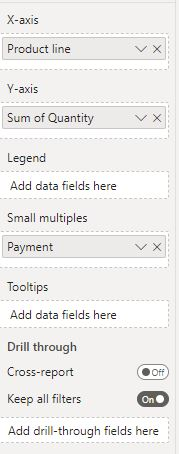 X-axis
Product line
Y-axis
Sum of Quantity
Legend
Add data fields here
Small multiples
Payment
Tooltips
Add data fields here
Drill through
Cross-report Off
Keep all filters On
Add drill-through fields here